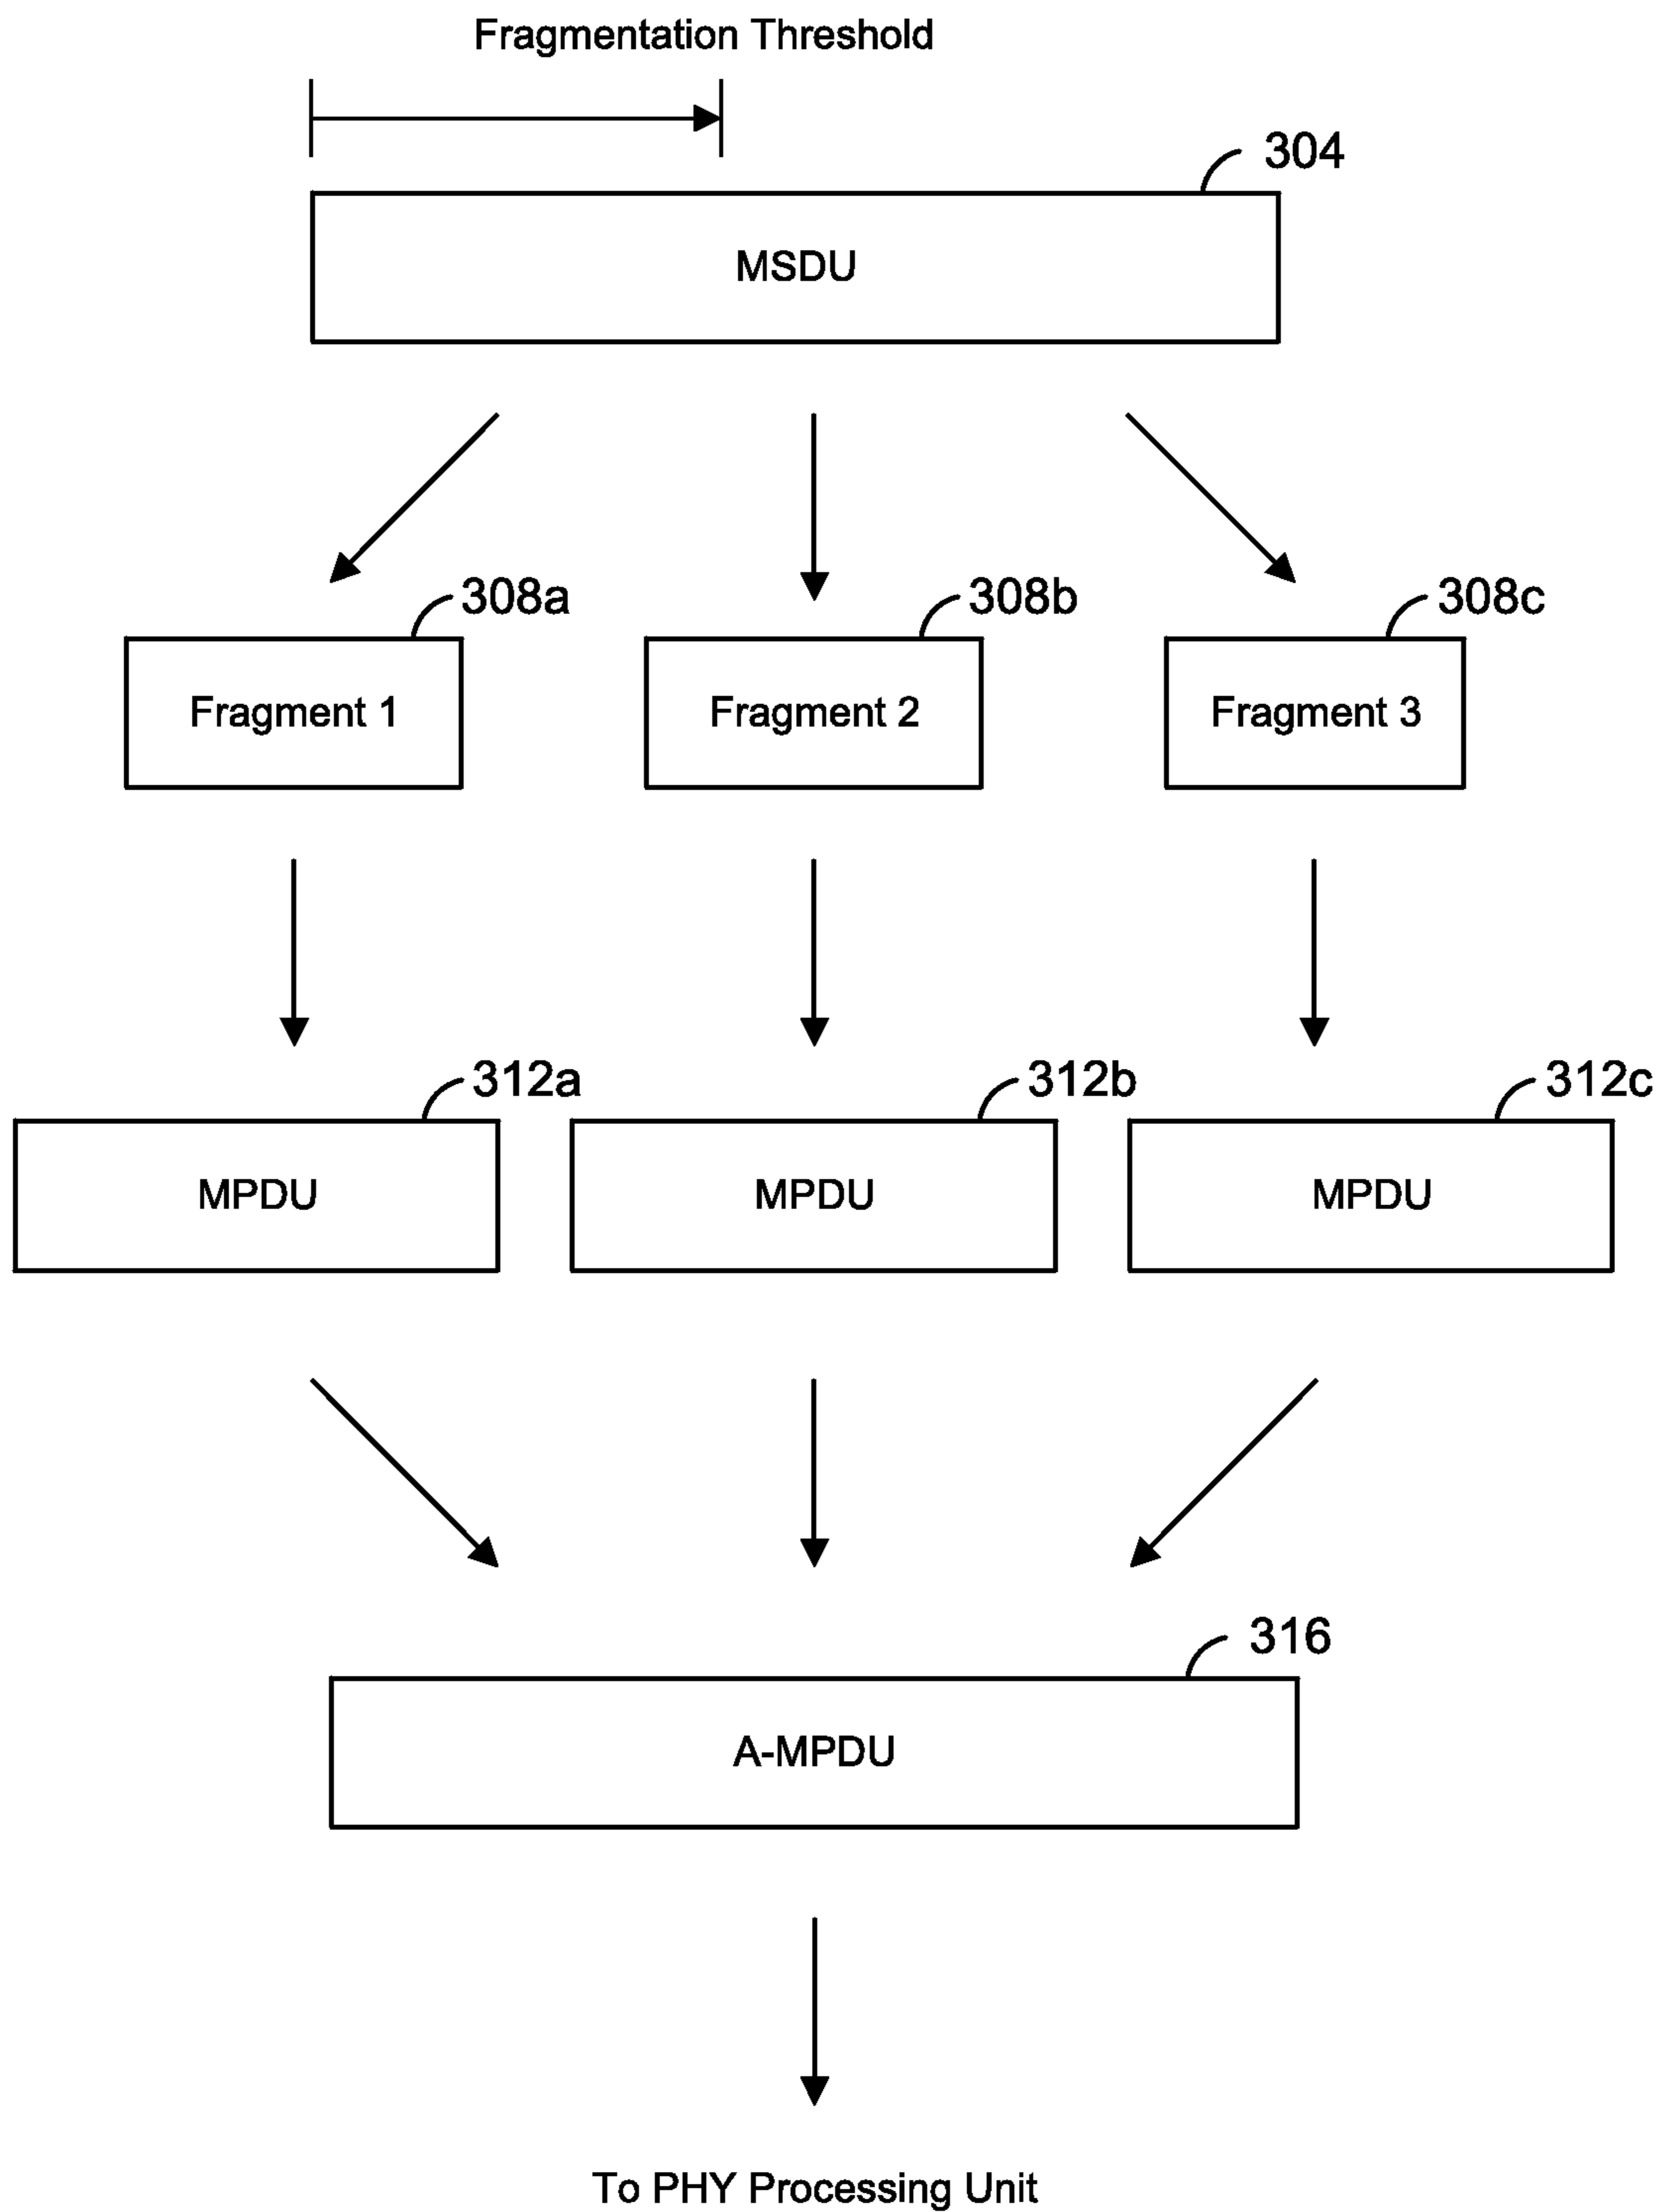 Fragmentation Threshold
304
MSDU
308a
308b
308c
Fragment 1
Fragment 2
Fragment 3
312a
312b
312c
MPDU
MPDU
MPDU
316
A-MPDU
To PHY Processing Unit